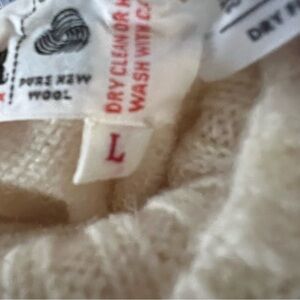 PURE NEW
WOOL
DRY CLEAN OR
WASH WITH
L
DRY